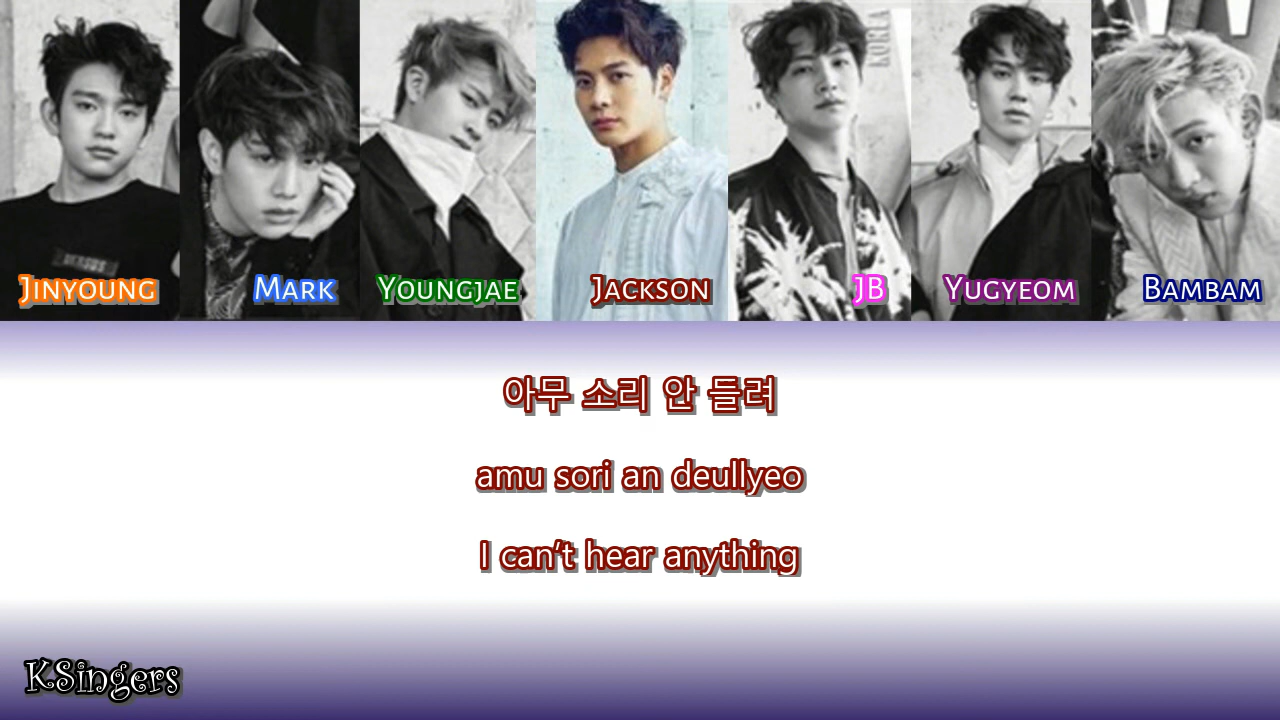 KOREA
Jinyoung
Mark
Youngjae
Jackson
JB
Yugyeom
Bambam
아무 소리 안 들려
amu sori an deullyeo
I can't hear anything
KSingers